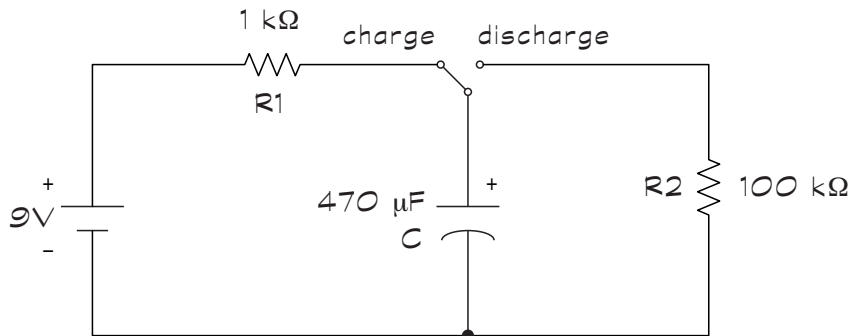 1 kΩ
charge
discharge
R1
+
9V
−
470 μF
+
C
R2
100 kΩ